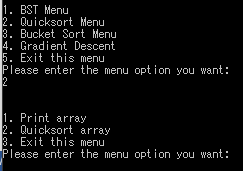 1. BST Menu
2. Quicksort Menu
3. Bucket Sort Menu
4. Gradient Descent
5. Exit this menu
Please enter the menu option you want:
2
1. Print array
2. Quicksort array
3. Exit this menu
Please enter the menu option you want: